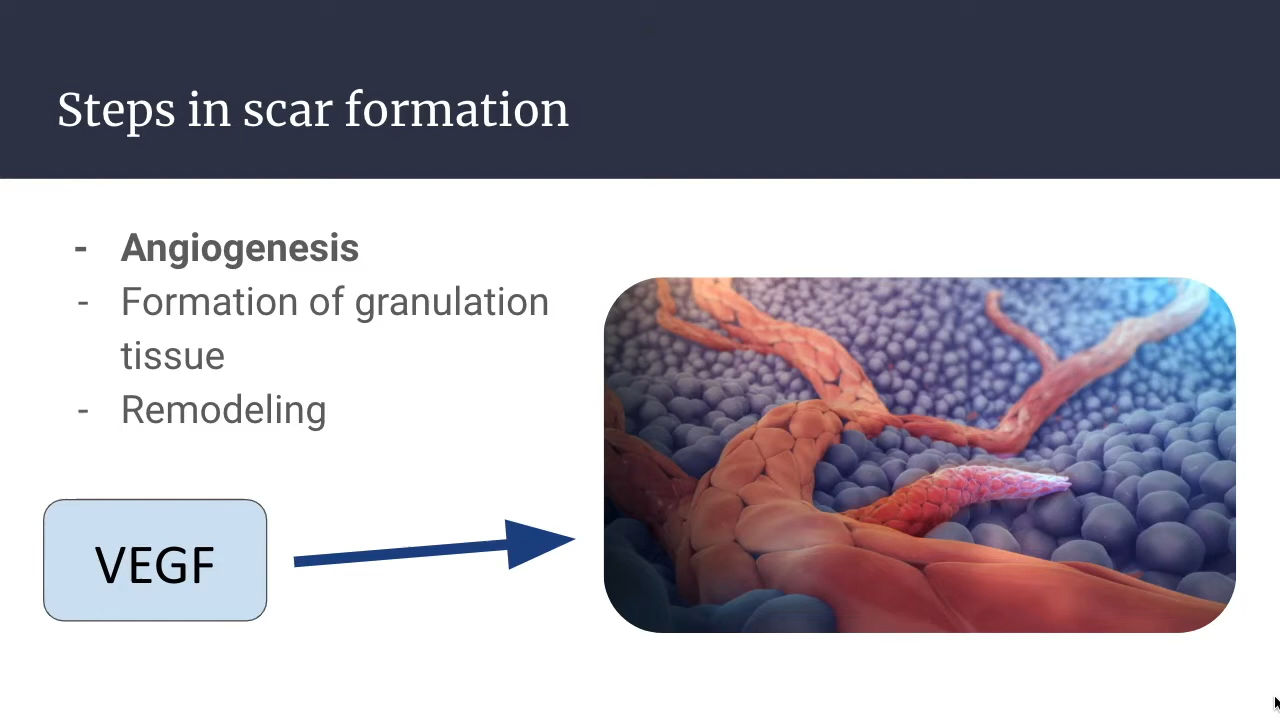 Steps in scar formation
- Angiogenesis
- Formation of granulation
tissue
- Remodeling
VEGF